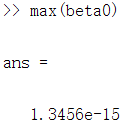 >> max(beta0)
ans =
1.3456e-15